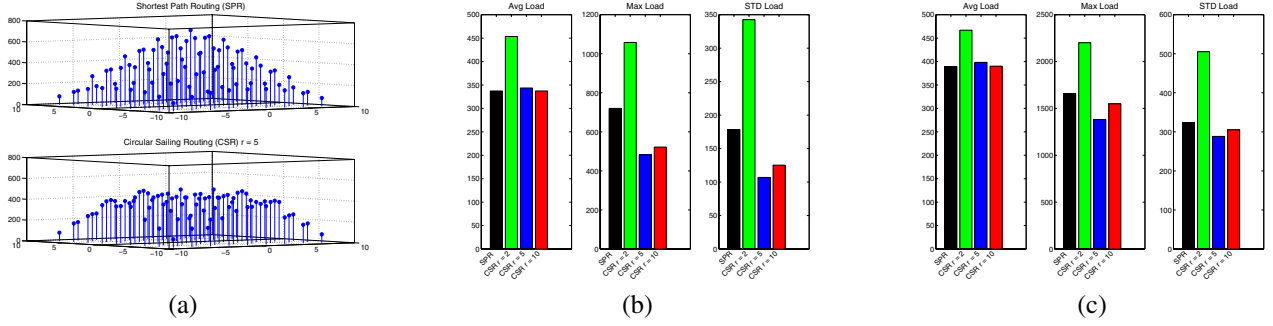 Shortest Path Routing (SPR)
800
600
400
200
0
10
5
0
−5
−10
−10
−5
0
5
10
Circular Sailing Routing (CSR) r = 5
800
600
400
200
0
10
5
0
−5
−10
−10
−5
0
5
10
(a)
Avg Load
500
450
400
350
300
250
200
150
100
50
0
SPR
CSR r = 2
CSR r = 5
CSR r = 10
Max Load
1200
1000
800
600
400
200
0
SPR
CSR r = 2
CSR r = 5
CSR r = 10
STD Load
350
300
250
200
150
100
50
0
SPR
CSR r = 2
CSR r = 5
CSR r = 10
(b)
Avg Load
500
450
400
350
300
250
200
150
100
50
0
SPR
CSR r = 2
CSR r = 5
CSR r = 10
Max Load
2500
2000
1500
1000
500
0
SPR
CSR r = 2
CSR r = 5
CSR r = 10
STD Load
600
500
400
300
200
100
0
SPR
CSR r = 2
CSR r = 5
CSR r = 10
(c)